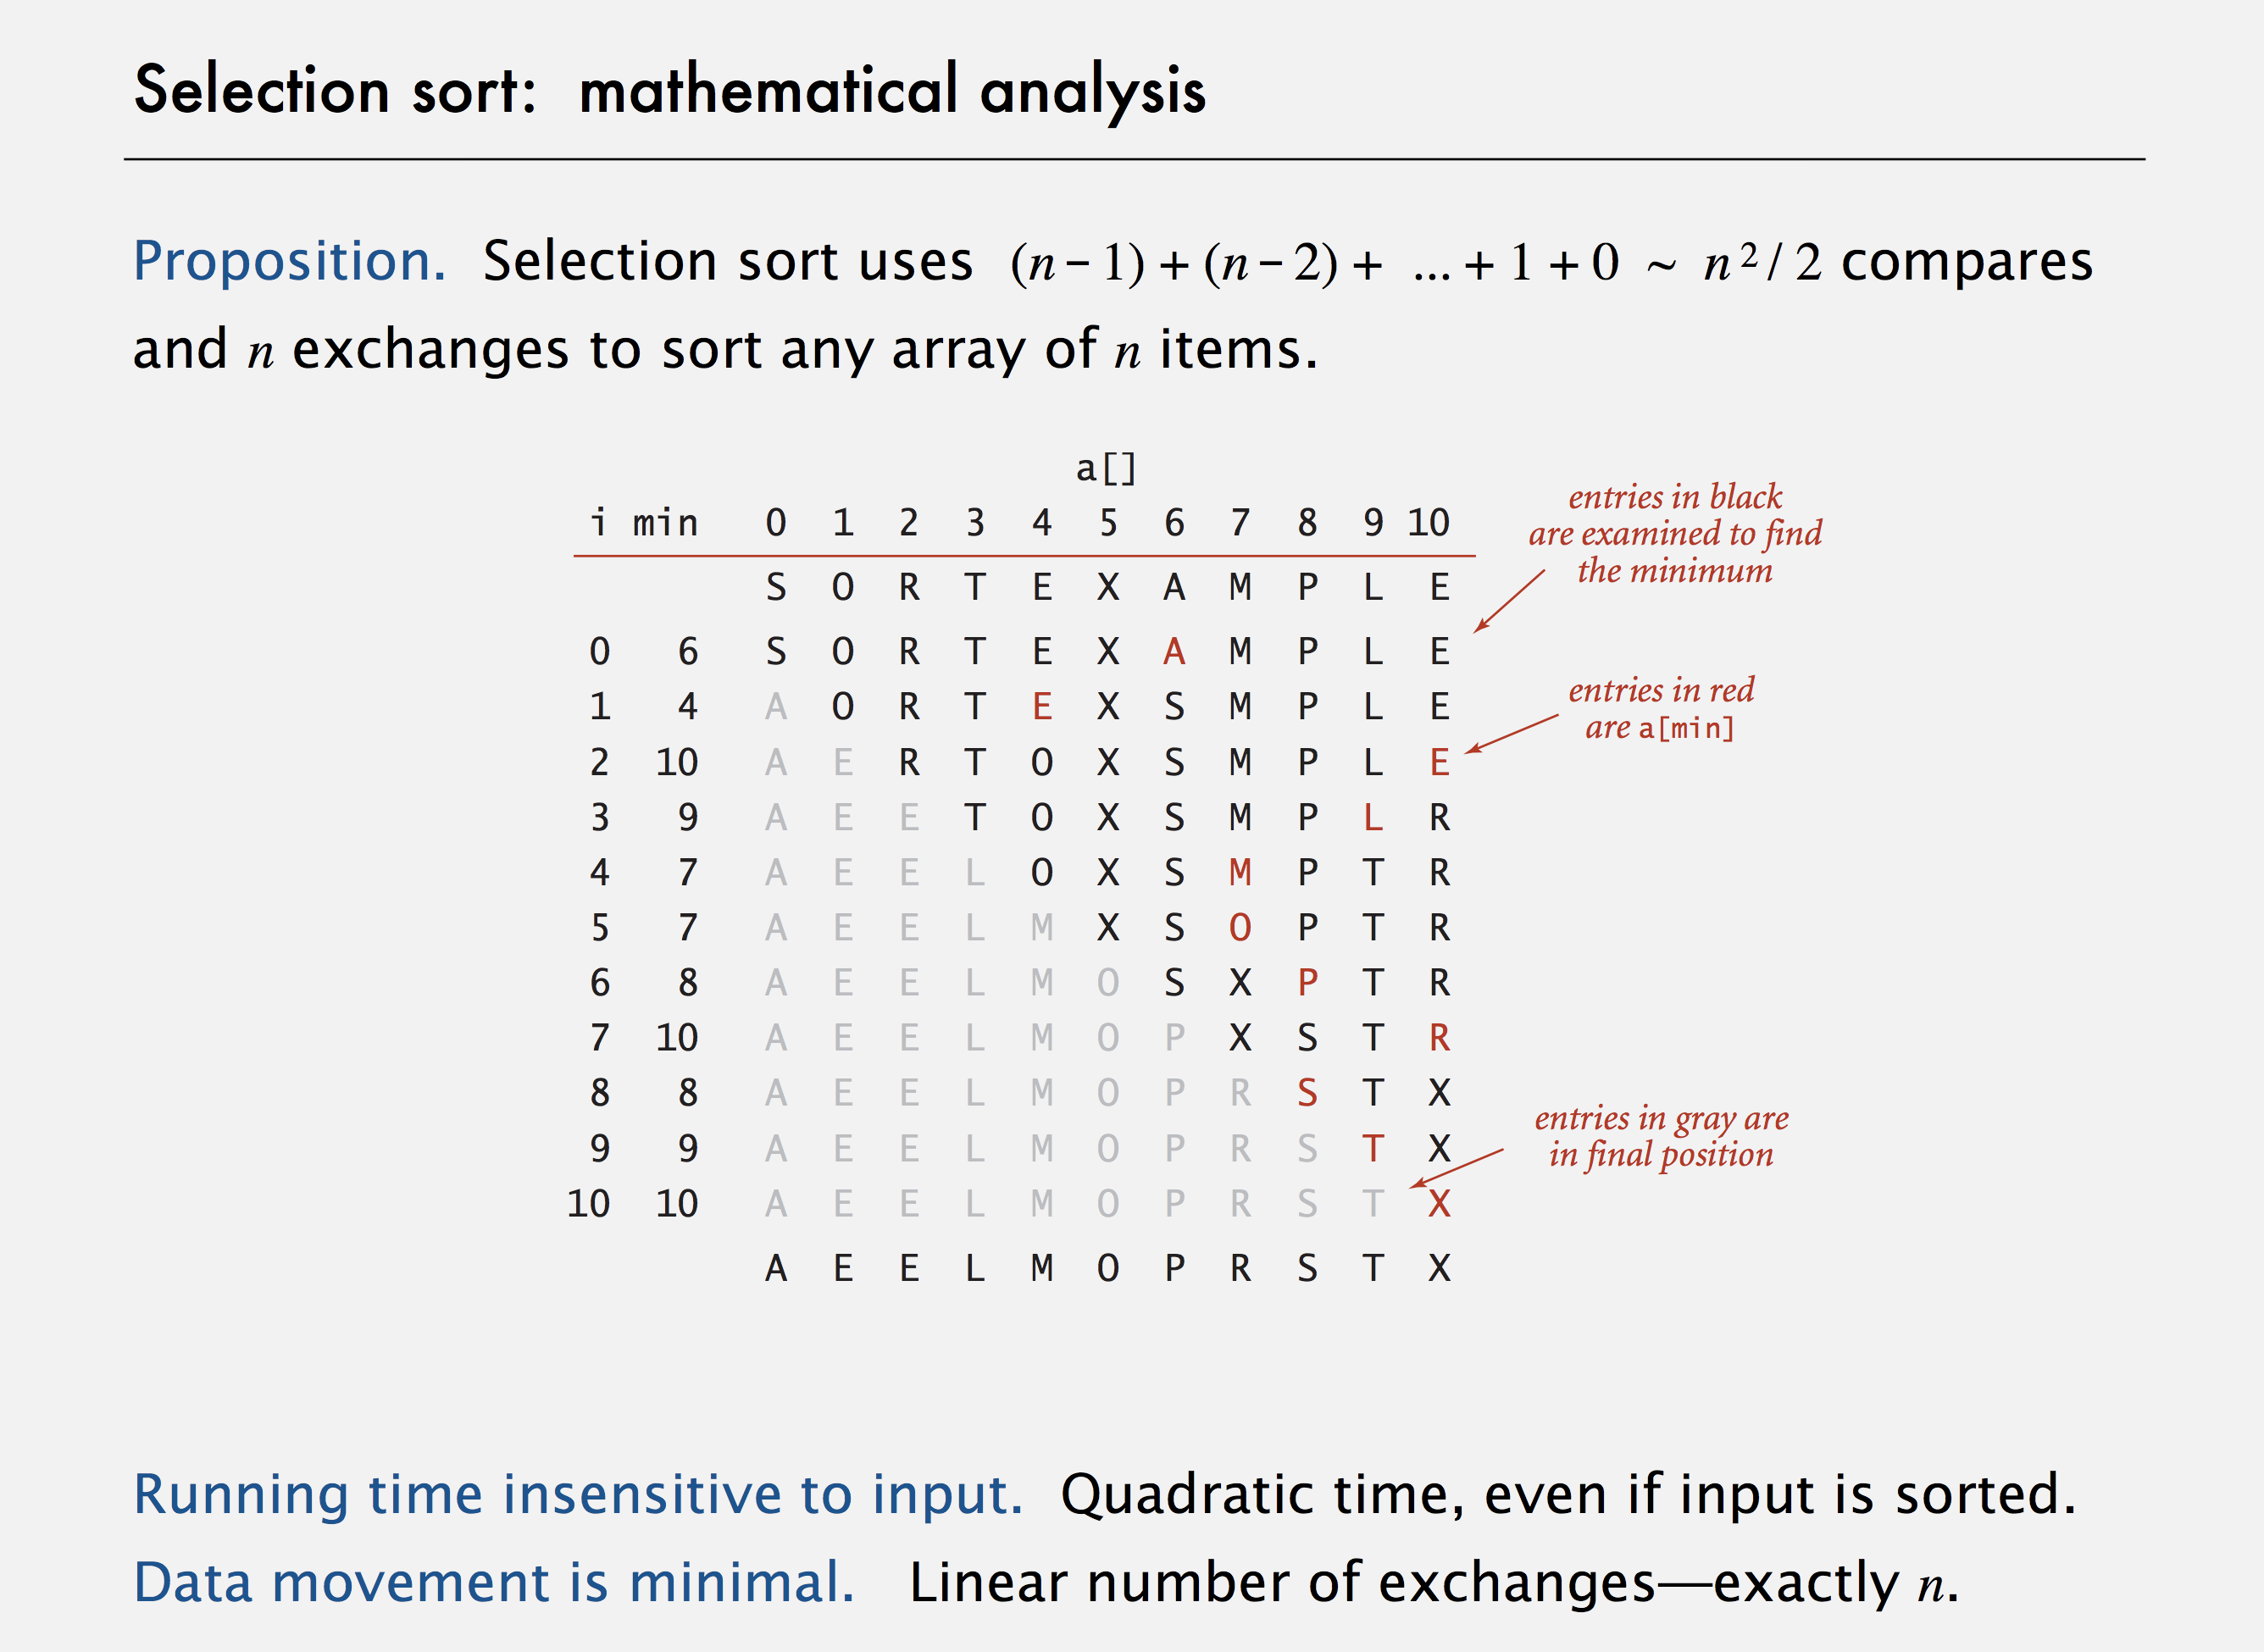 Selection sort: mathematical analysis
Proposition. Selection sort uses (n – 1) + (n – 2) + ... + 1 + 0 ~ n² / 2 compares
and n exchanges to sort any array of n items.
a[]
i min 0 1 2 3 4 5 6 7 8 9 10
S O R T E X A M P L E
0 6 S O R T E X A M P L E
1 4 A O R T E X S M P L E
2 10 A E R T O X S M P L E
3 9 A E E T O X S M P L R
4 7 A E E L O X S M P T R
5 7 A E E L M X S O P T R
6 8 A E E L M O S X P T R
7 10 A E E L M O P X S T R
8 8 A E E L M O P R S T X
9 9 A E E L M O P R S T X
10 10 A E E L M O P R S T X
A E E L M O P R S T X
entries in black
are examined to find
the minimum
entries in red
are a[min]
entries in gray are
in final position
Running time insensitive to input. Quadratic time, even if input is sorted.
Data movement is minimal. Linear number of exchanges—exactly n.